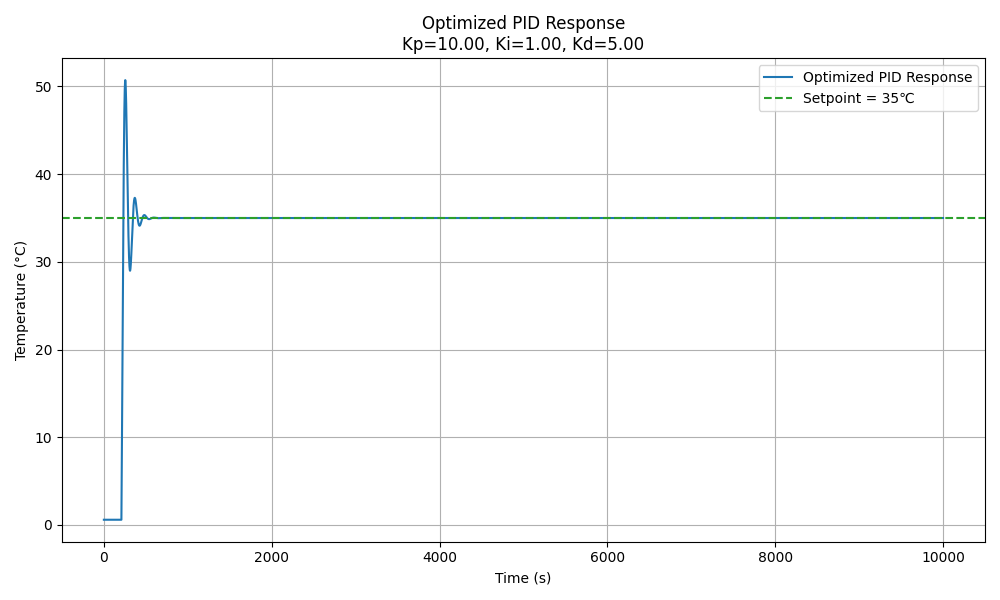 Optimized PID Response
Kp=10.00, Ki=1.00, Kd=5.00
Optimized PID Response
Setpoint = 35℃
Temperature (°C)
50
40
30
20
10
0
0 2000 4000 6000 8000 10000
Time (s)